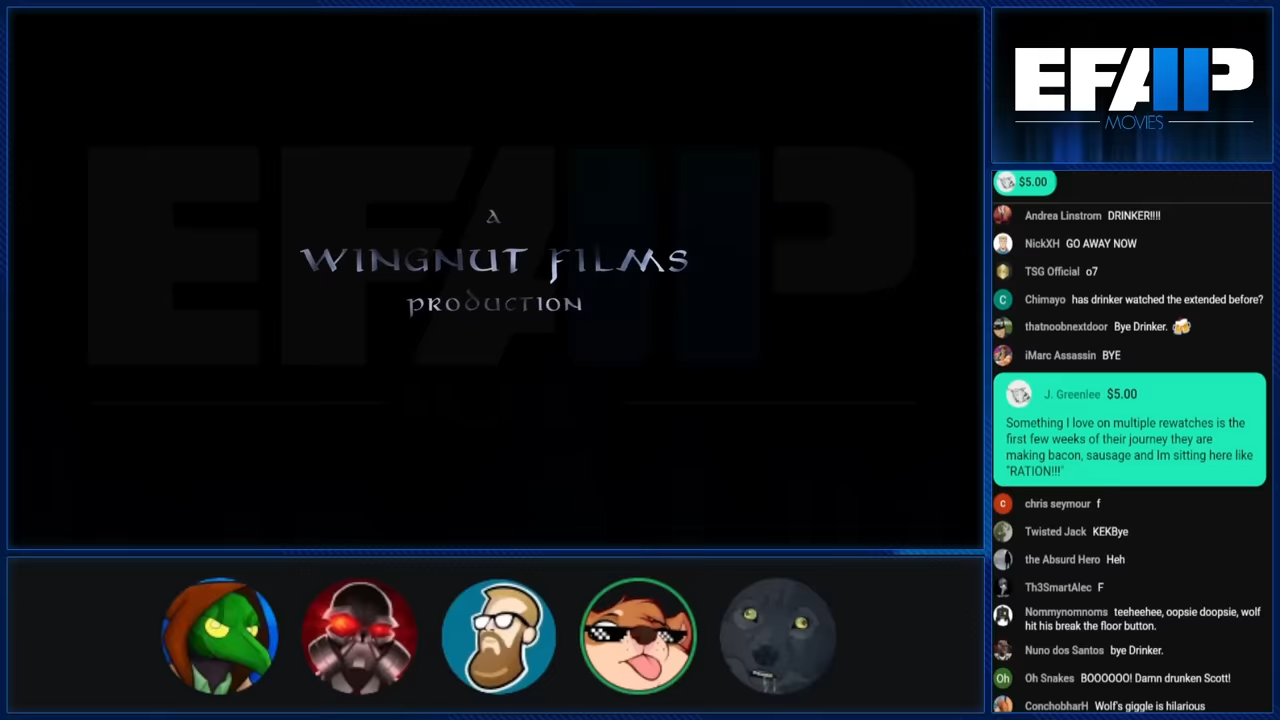 A
WINGNUT FILMS
PRODUCTION
EFAP
MOVIES
$5.00
Andrea Linstrom DRINKER!!!!
NickXH GO AWAY NOW
TSG Official o7
C Chimayo has drinker watched the extended before?
thatnoobnextdoor Bye Drinker.
iMarc Assassin BYE
J. Greenlee $5.00
Something I love on multiple rewatches is the
first few weeks of their journey they are
making bacon, sausage and Im sitting here like
"RATION!!!"
c chris seymour f
Twisted Jack KEKBye
the Absurd Hero Heh
Th3SmartAlec F
Nommynomnoms teeheehee, oopsie doopsie, wolf
hit his break the floor button.
Nuno dos Santos bye Drinker.
Oh Oh Snakes BOOOOOO! Damn drunken Scott!
ConchobharH Wolf's giggle is hilarious